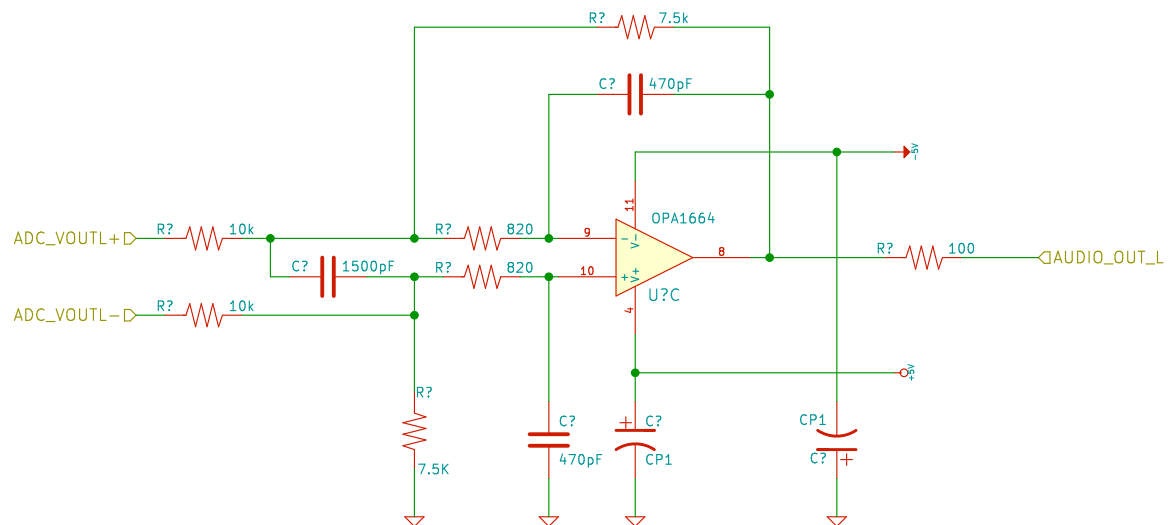 R? 7.5k
C? 470pF
-5V
11
OPA1664
ADC_VOUTL+ R? 10k R? 820 9 - V-
8 R? 100 AUDIO_OUT_L
C? 1500pF R? 820 10 + V+
U?C
ADC_VOUTL- R? 10k 4
+5V
R?
C? + C? CP1
7.5K 470pF CP1 C? +